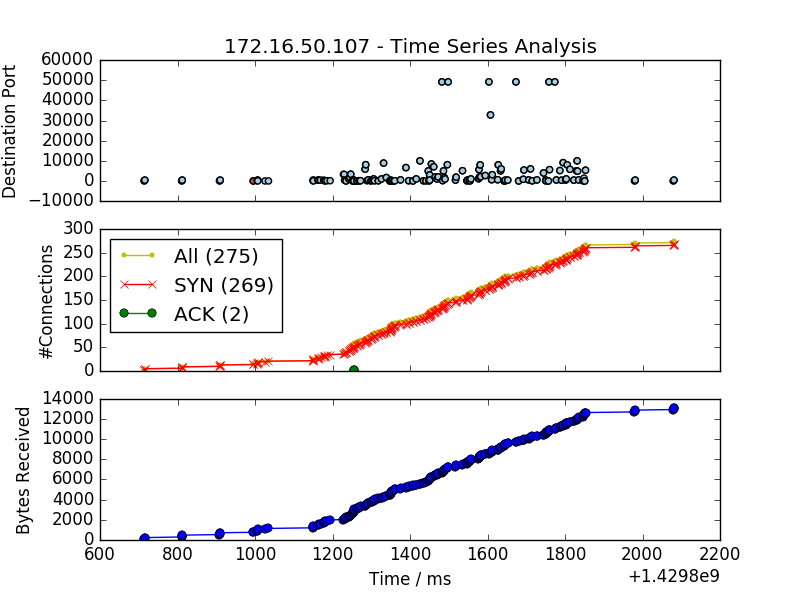 172.16.50.107 - Time Series Analysis
Destination Port
60000
50000
40000
30000
20000
10000
0
−10000
#Connections
300
250
200
150
100
50
0
All (275)
SYN (269)
ACK (2)
Bytes Received
14000
12000
10000
8000
6000
4000
2000
0
600 800 1000 1200 1400 1600 1800 2000 2200
Time / ms
+1.4298e9